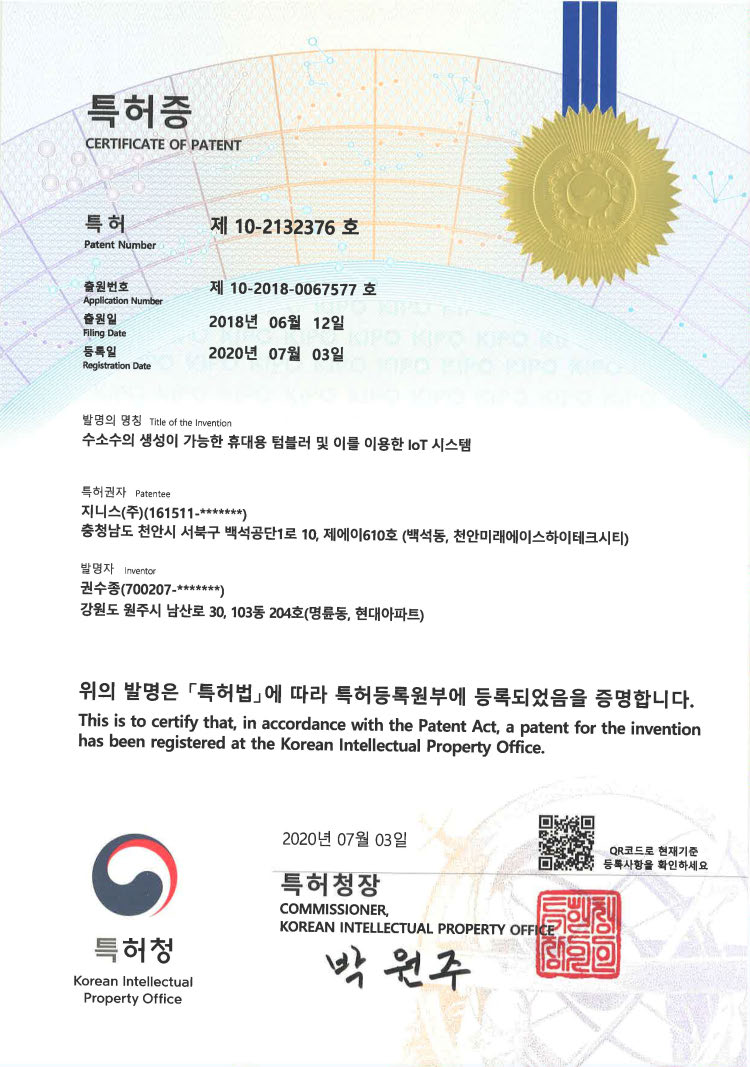 특허증
CERTIFICATE OF PATENT
특허
Patent Number
제 10-2132376 호
출원번호
Application Number
제 10-2018-0067577 호
출원일
Filing Date
2018년 06월 12일
등록일
Registration Date
2020년 07월 03일
발명의 명칭 Title of the Invention
수소수의 생성이 가능한 휴대용 텀블러 및 이를 이용한 IoT 시스템
특허권자 Patentee
지니스(주)(161511-*******)
충청남도 천안시 서북구 백석공단1로 10, 제에이610호 (백석동, 천안미래에이스하이테크시티)
발명자 Inventor
권수종(700207-*******)
강원도 원주시 남산로 30, 103동 204호(명륜동, 현대아파트)
위의 발명은 「특허법」에 따라 특허등록원부에 등록되었음을 증명합니다.
This is to certify that, in accordance with the Patent Act, a patent for the invention
has been registered at the Korean Intellectual Property Office.
2020년 07월 03일
QR코드로 현재기준
등록사항을 확인하세요
특허청장
COMMISSIONER,
KOREAN INTELLECTUAL PROPERTY OFFICE
박원주
특허청
Korean Intellectual
Property Office